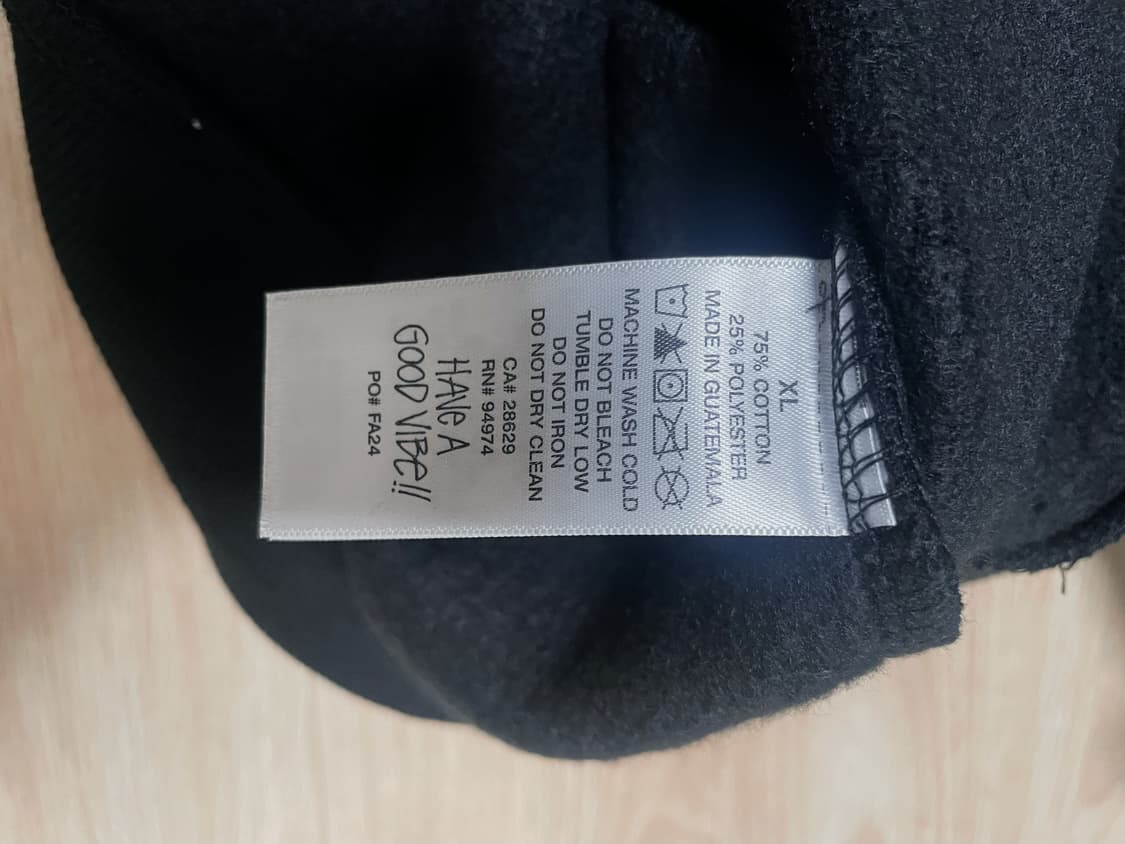 XL
75% COTTON
25% POLYESTER
MADE IN GUATEMALA
MACHINE WASH COLD
DO NOT BLEACH
TUMBLE DRY LOW
DO NOT IRON
DO NOT DRY CLEAN
CA# 28629
RN# 94974
HAVE A
GOOD VIBE!!
PO# FA24